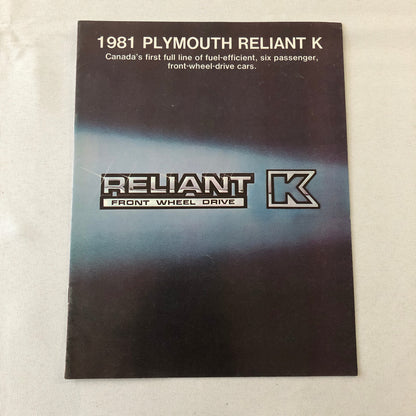 1981 PLYMOUTH RELIANT K
Canada's first full line of fuel-efficient, six passenger,
front-wheel-drive cars.
RELIANT K
FRONT WHEEL DRIVE